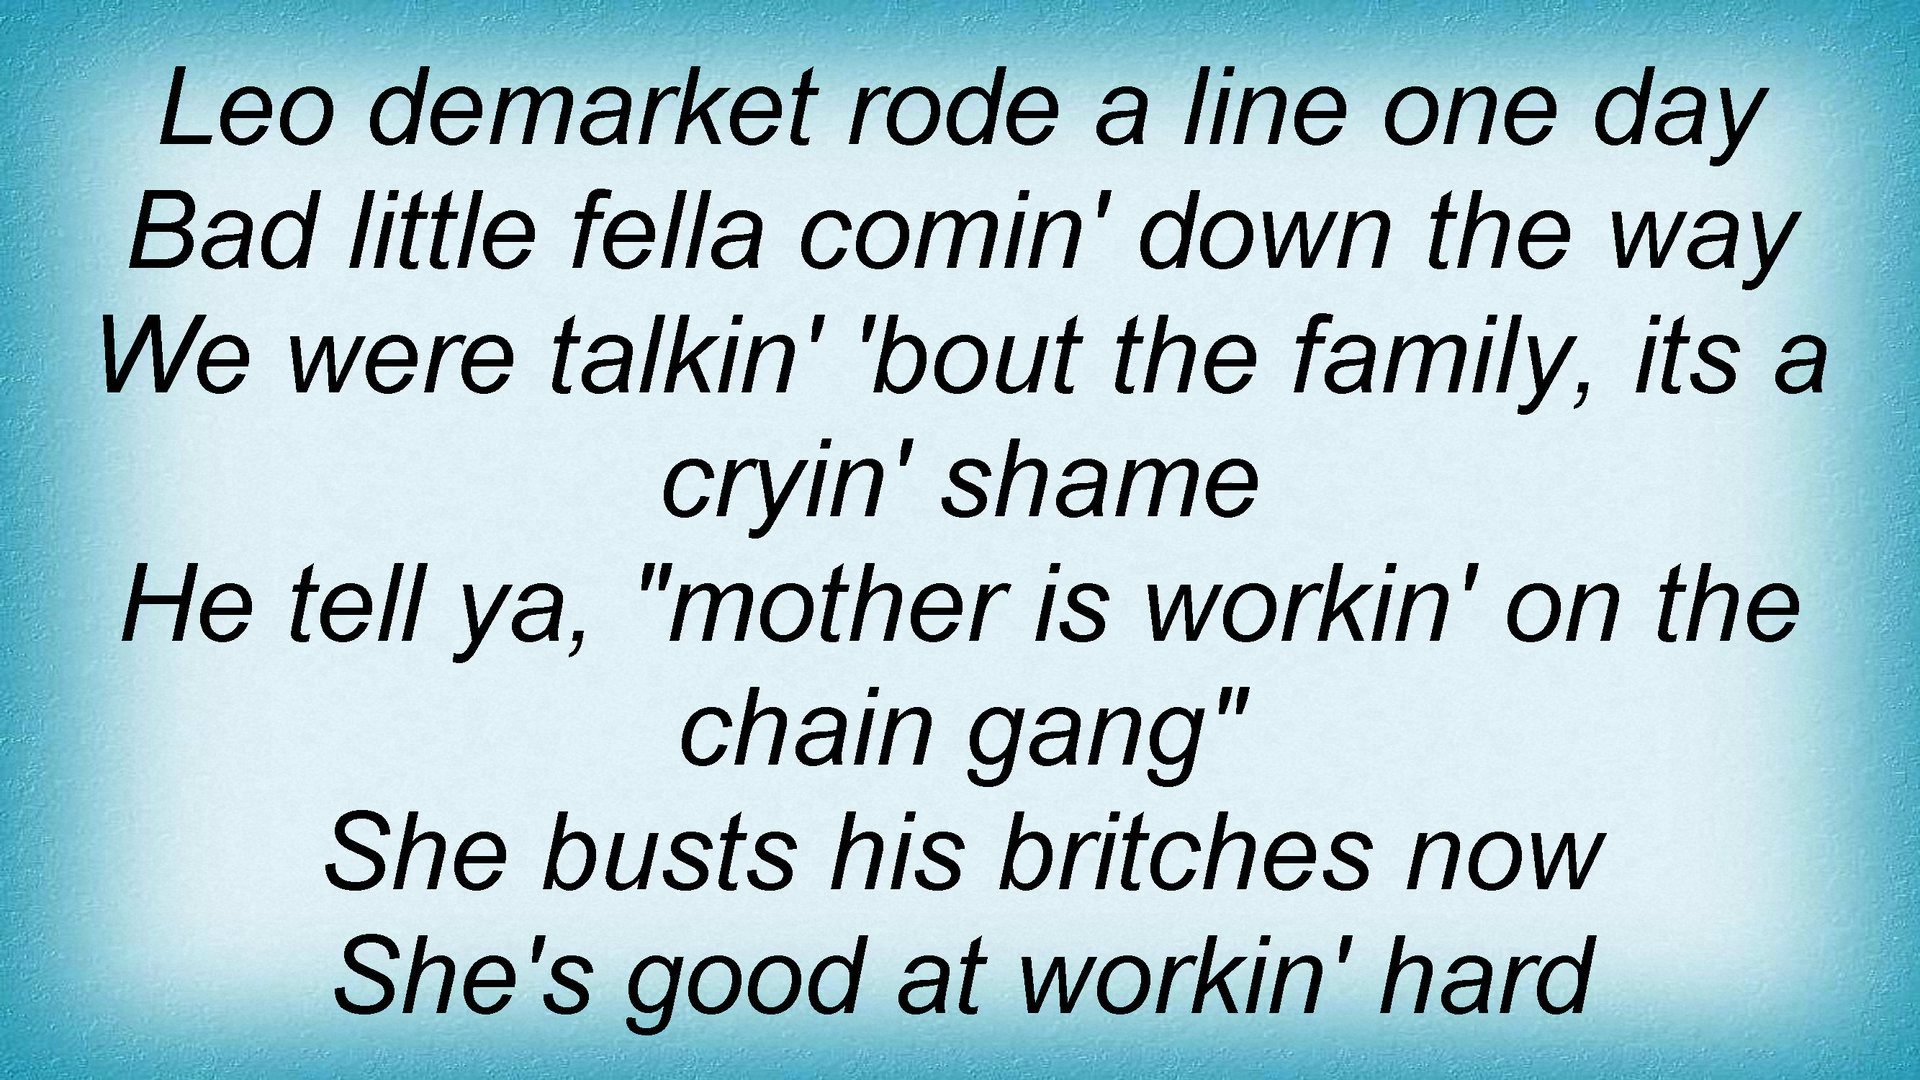 Leo demarket rode a line one day
Bad little fella comin' down the way
We were talkin' 'bout the family, its a
cryin' shame
He tell ya, "mother is workin' on the
chain gang"
She busts his britches now
She's good at workin' hard